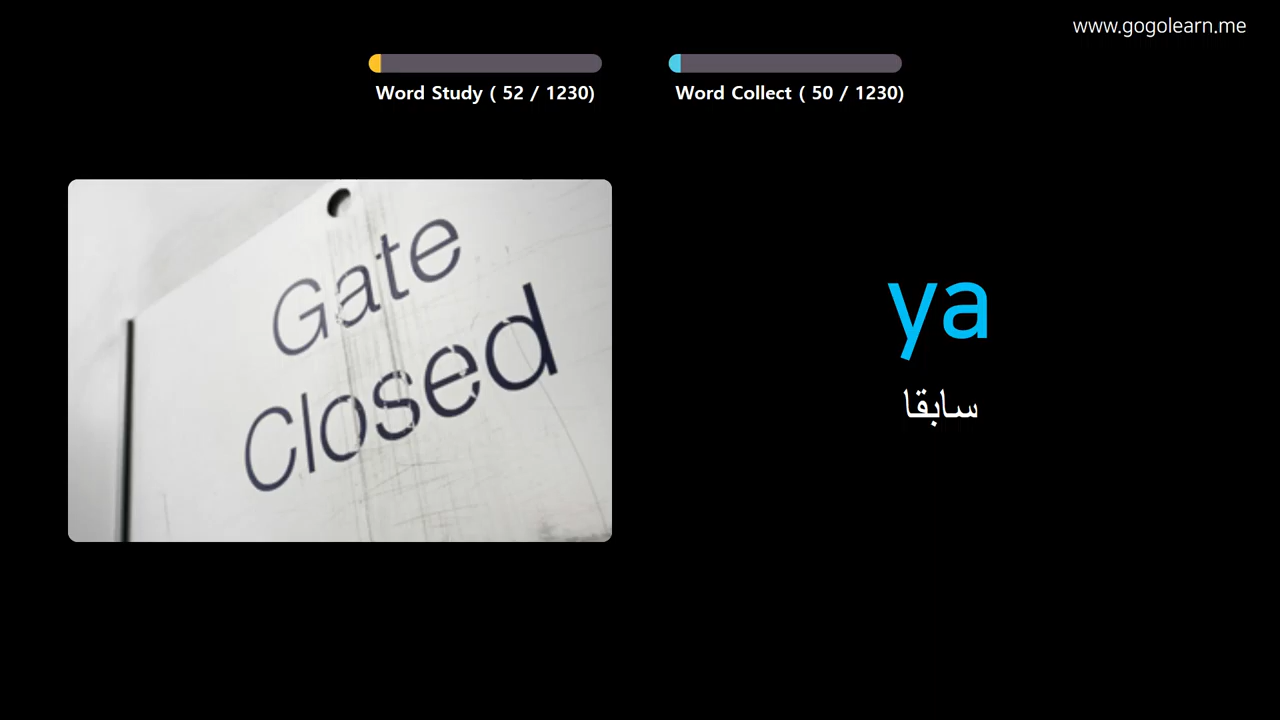 www.gogolearn.me
Word Study ( 52 / 1230)
Word Collect ( 50 / 1230)
Gate
Closed
ya
سابقا